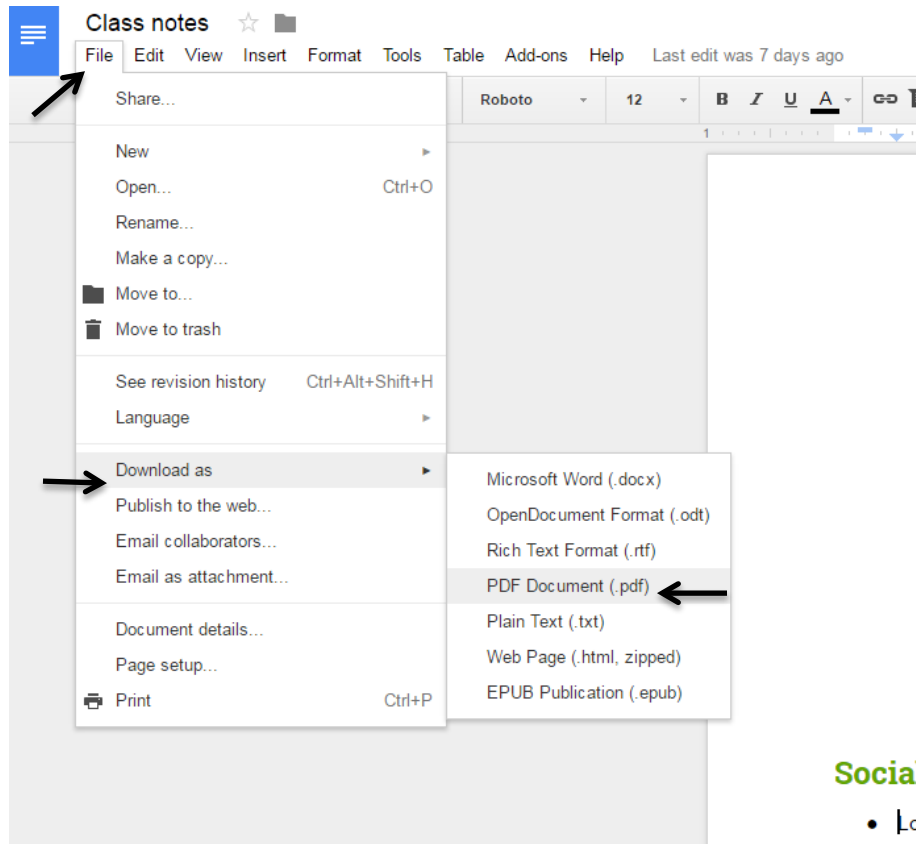 Class notes
File Edit View Insert Format Tools Table Add-ons Help Last edit was 7 days ago
Share...
Roboto 12 B I U A
1
New
Open... Ctrl+O
Rename...
Make a copy...
Move to...
Move to trash
See revision history Ctrl+Alt+Shift+H
Language
Download as
Publish to the web...
Email collaborators...
Email as attachment...
Document details...
Page setup...
Print Ctrl+P
Microsoft Word (.docx)
OpenDocument Format (.odt)
Rich Text Format (.rtf)
PDF Document (.pdf)
Plain Text (.txt)
Web Page (.html, zipped)
EPUB Publication (.epub)
Social